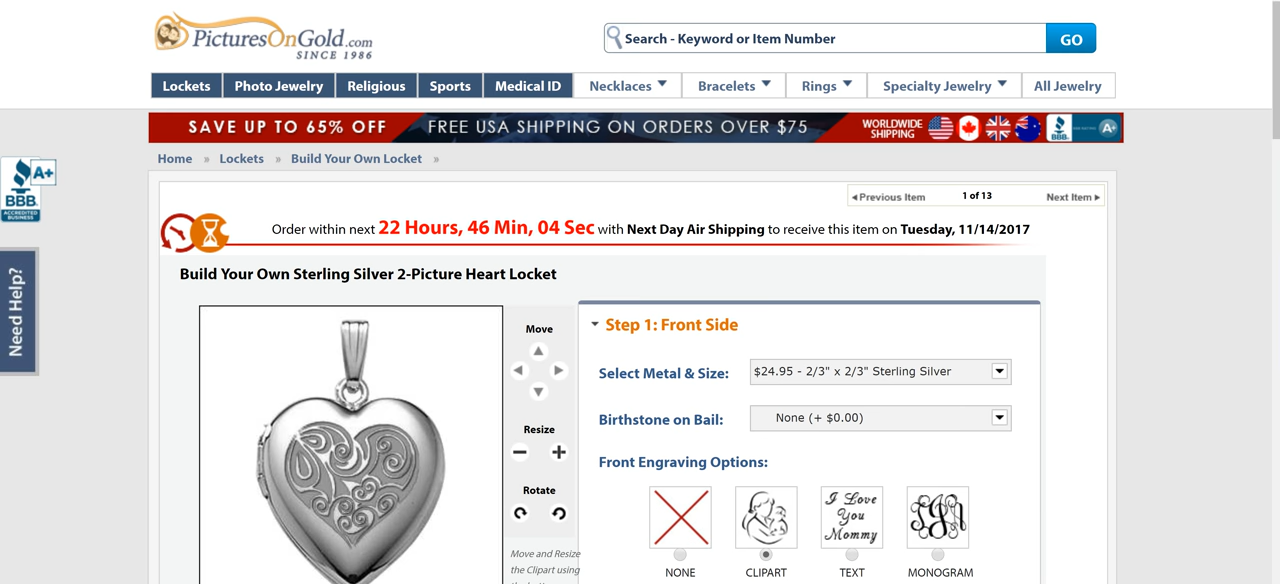 PicturesOnGold.com
SINCE 1986
Search - Keyword or Item Number
GO
Lockets
Photo Jewelry
Religious
Sports
Medical ID
Necklaces
Bracelets
Rings
Specialty Jewelry
All Jewelry
SAVE UP TO 65% OFF
FREE USA SHIPPING ON ORDERS OVER $75
WORLDWIDE
SHIPPING
BBB.
A+
Home » Lockets » Build Your Own Locket »
A+
BBB.
ACCREDITED
BUSINESS
Need Help?
Previous Item
1 of 13
Next Item
Order within next 22 Hours, 46 Min, 04 Sec with Next Day Air Shipping to receive this item on Tuesday, 11/14/2017
Build Your Own Sterling Silver 2-Picture Heart Locket
Move
Resize
Rotate
Move and Resize
the Clipart using
Step 1: Front Side
Select Metal & Size:
$24.95 - 2/3" x 2/3" Sterling Silver
Birthstone on Bail:
None (+ $0.00)
Front Engraving Options:
I Love
You
Mommy
NONE
CLIPART
TEXT
MONOGRAM